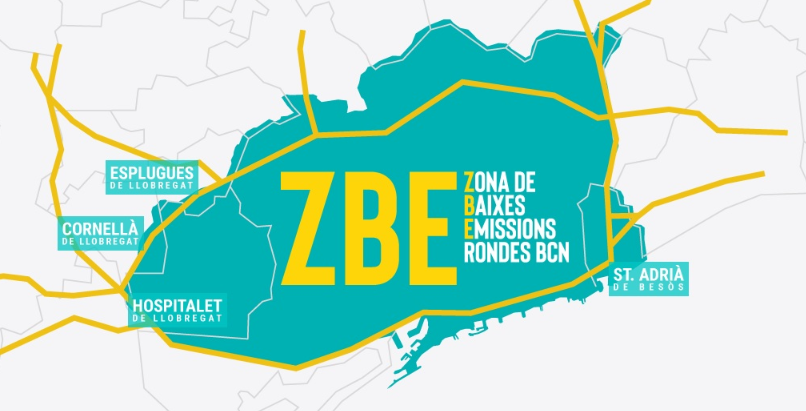 ESPLUGUES
DE LLOBREGAT
CORNELLÀ
DE LLOBREGAT
HOSPITALET
DE LLOBREGAT
ZBE
ZONA DE
BAIXES
EMISSIONS
RONDES BCN
ST. ADRIÀ
DE BESÒS